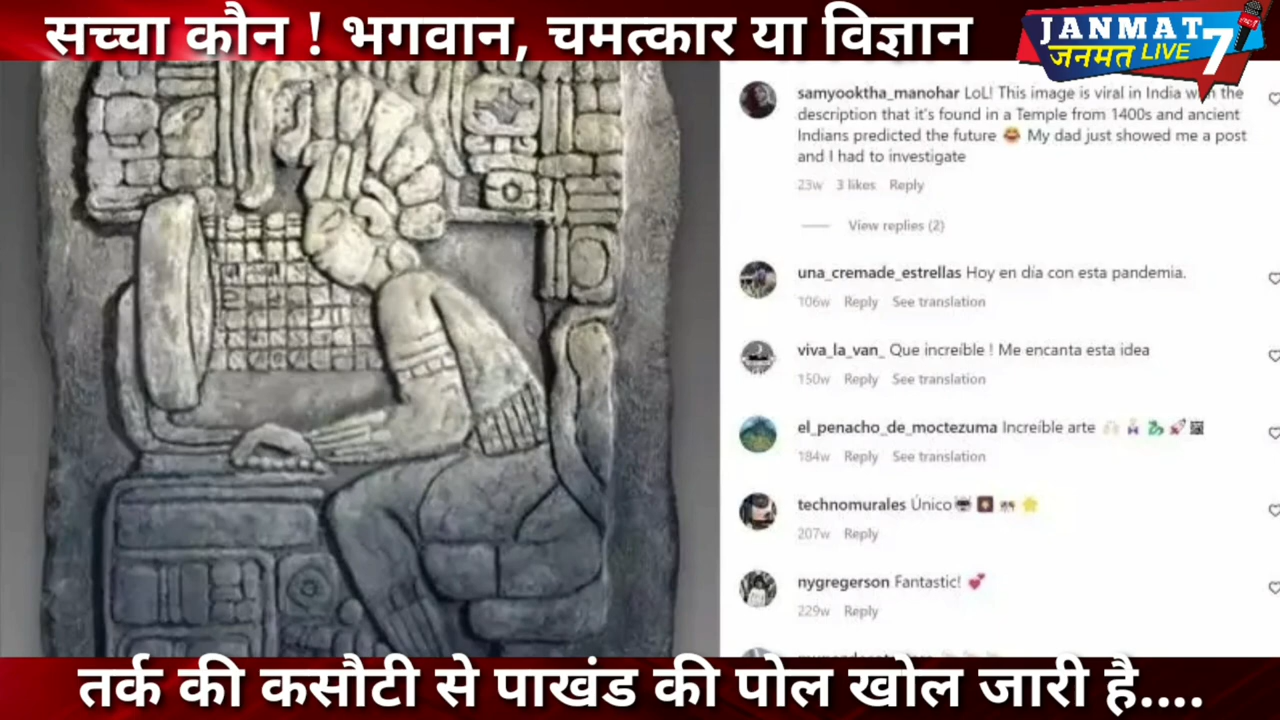 सच्चा कौन ! भगवान, चमत्कार या विज्ञान
JANMAT
जनमत LIVE 7
samyooktha_manohar LoL! This image is viral in India with the
description that it's found in a Temple from 1400s and ancient
Indians predicted the future 😂 My dad just showed me a post
and I had to investigate
23w 3 likes Reply
View replies (2)
una_cremade_estrellas Hoy en día con esta pandemia.
106w Reply See translation
viva_la_van_ Que increíble ! Me encanta esta idea
150w Reply See translation
el_penacho_de_moctezuma Increíble arte
184w Reply See translation
technomurales Único
207w Reply
nygregerson Fantastic! 💕
229w Reply
तर्क की कसौटी से पाखंड की पोल खोल जारी है....